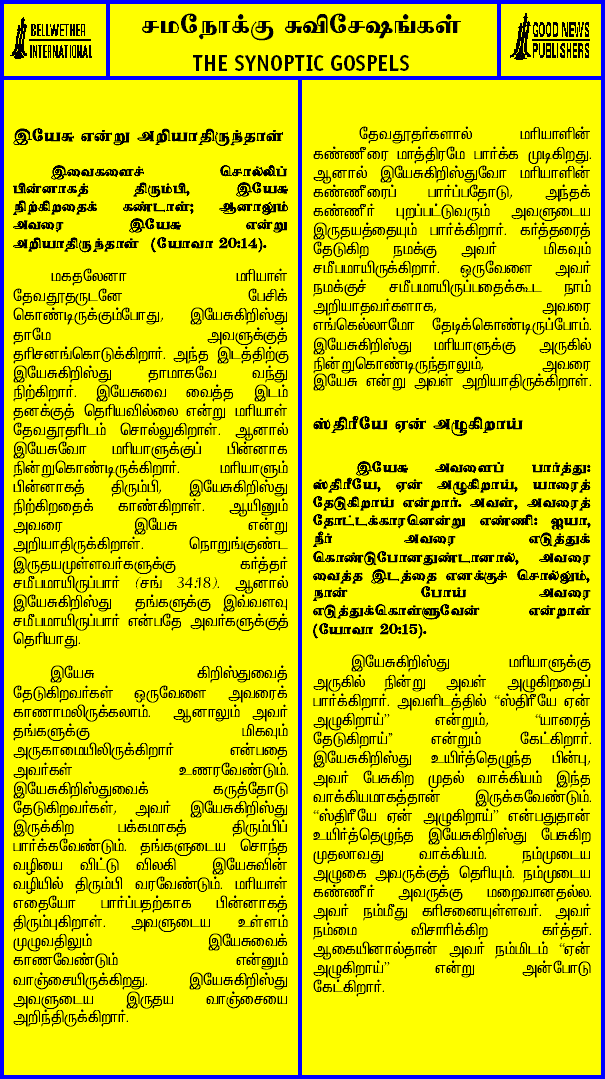 BELLWETHER
INTERNATIONAL
சமநோக்கு சுவிசேஷங்கள்
THE SYNOPTIC GOSPELS
GOOD NEWS
PUBLISHERS
இயேசு என்று அறியாதிருந்தாள்
இவைகளைச் சொல்லிப்
பின்னாகத் திரும்பி, இயேசு
நிற்கிறதைக் கண்டாள்; ஆனாலும்
அவரை இயேசு என்று
அறியாதிருந்தாள் (யோவா 20:14).
மகதலேனா மரியாள்
தேவதூதருடனே பேசிக்
கொண்டிருக்கும்போது, இயேசுகிறிஸ்து
தாமே அவளுக்குத்
தரிசனங்கொடுக்கிறார். அந்த இடத்திற்கு
இயேசுகிறிஸ்து தாமாகவே வந்து
நிற்கிறார். இயேசுவை வைத்த இடம்
தனக்குத் தெரியவில்லை என்று மரியாள்
தேவதூதரிடம் சொல்லுகிறாள். ஆனால்
இயேசுவோ மரியாளுக்குப் பின்னாக
நின்றுகொண்டிருக்கிறார். மரியாளும்
பின்னாகத் திரும்பி, இயேசுகிறிஸ்து
நிற்கிறதைக் காண்கிறாள். ஆயினும்
அவரை இயேசு என்று
அறியாதிருக்கிறாள். நொறுங்குண்ட
இருதயமுள்ளவர்களுக்கு கர்த்தர்
சமீபமாயிருப்பார் (சங் 34:18). ஆனால்
இயேசுகிறிஸ்து தங்களுக்கு இவ்வளவு
சமீபமாயிருப்பார் என்பதே அவர்களுக்குத்
தெரியாது.
இயேசு கிறிஸ்துவைத்
தேடுகிறவர்கள் ஒருவேளை அவரைக்
காணாமலிருக்கலாம். ஆனாலும் அவர்
தங்களுக்கு மிகவும்
அருகாமையிலிருக்கிறார் என்பதை
அவர்கள் உணரவேண்டும்.
இயேசுகிறிஸ்துவைக் கருத்தோடு
தேடுகிறவர்கள், அவர் இயேசுகிறிஸ்து
இருக்கிற பக்கமாகத் திரும்பிப்
பார்க்கவேண்டும். தங்களுடைய சொந்த
வழியை விட்டு விலகி இயேசுவின்
வழியில் திரும்பி வரவேண்டும். மரியாள்
எதையோ பார்ப்பதற்காக பின்னாகத்
திரும்புகிறாள். அவளுடைய உள்ளம்
முழுவதிலும் இயேசுவைக்
காணவேண்டும் என்னும்
வாஞ்சையிருக்கிறது. இயேசுகிறிஸ்து
அவளுடைய இருதய வாஞ்சையை
அறிந்திருக்கிறார்.
தேவதூதர்களால் மரியாளின்
கண்ணீரை மாத்திரமே பார்க்க முடிகிறது.
ஆனால் இயேசுகிறிஸ்துவோ மரியாளின்
கண்ணீரைப் பார்ப்பதோடு, அந்தக்
கண்ணீர் புறப்பட்டுவரும் அவளுடைய
இருதயத்தையும் பார்க்கிறார். கர்த்தரைத்
தேடுகிற நமக்கு அவர் மிகவும்
சமீபமாயிருக்கிறார். ஒருவேளை அவர்
நமக்குச் சமீபமாயிருப்பதைக்கூட நாம்
அறியாதவர்களாக, அவரை
எங்கெல்லாமோ தேடிக்கொண்டிருப்போம்.
இயேசுகிறிஸ்து மரியாளுக்கு அருகில்
நின்றுகொண்டிருந்தாலும், அவரை
இயேசு என்று அவள் அறியாதிருக்கிறாள்.
ஸ்திரீயே ஏன் அழுகிறாய்
இயேசு அவளைப் பார்த்து:
ஸ்திரீயே, ஏன் அழுகிறாய், யாரைத்
தேடுகிறாய் என்றார். அவள், அவரைத்
தோட்டக்காரனென்று எண்ணி: ஐயா,
நீர் அவரை எடுத்துக்
கொண்டுபோனதுண்டானால், அவரை
வைத்த இடத்தை எனக்குச் சொல்லும்,
நான் போய் அவரை
எடுத்துக்கொள்ளுவேன் என்றாள்
(யோவா 20:15).
இயேசுகிறிஸ்து மரியாளுக்கு
அருகில் நின்று அவள் அழுகிறதைப்
பார்க்கிறார். அவளிடத்தில் “ஸ்திரீயே ஏன்
அழுகிறாய்” என்றும், “யாரைத்
தேடுகிறாய்” என்றும் கேட்கிறார்.
இயேசுகிறிஸ்து உயிர்த்தெழுந்த பின்பு,
அவர் பேசுகிற முதல் வாக்கியம் இந்த
வாக்கியமாகத்தான் இருக்கவேண்டும்.
“ஸ்திரீயே ஏன் அழுகிறாய்” என்பதுதான்
உயிர்த்தெழுந்த இயேசுகிறிஸ்து பேசுகிற
முதலாவது வாக்கியம். நம்முடைய
அழுகை அவருக்குத் தெரியும். நம்முடைய
கண்ணீர் அவருக்கு மறைவானதல்ல.
அவர் நம்மீது கரிசனையுள்ளவர். அவர்
நம்மை விசாரிக்கிற கர்த்தர்.
ஆகையினால்தான் அவர் நம்மிடம் “ஏன்
அழுகிறாய்” என்று அன்போடு
கேட்கிறார்.